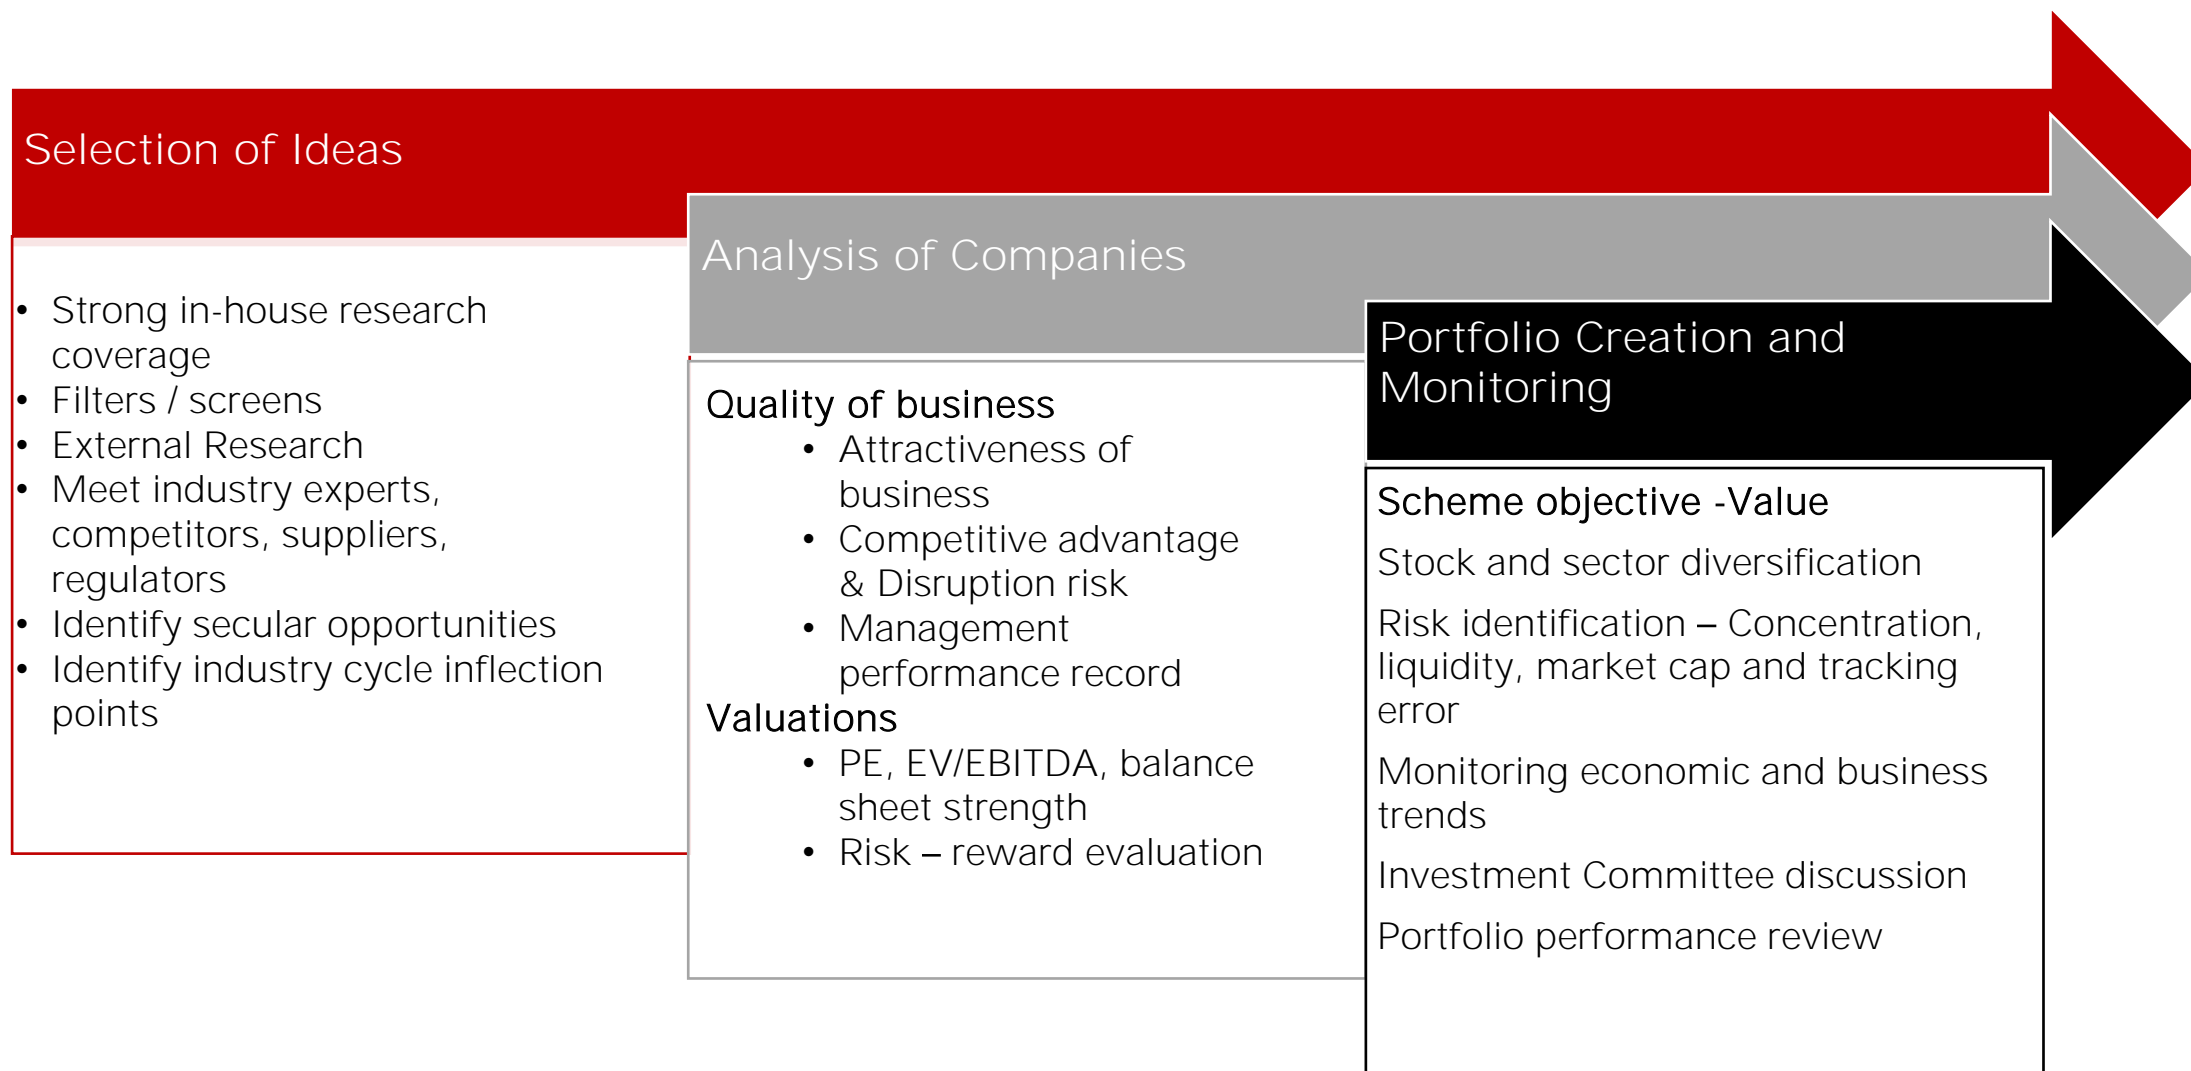 Selection of Ideas
• Strong in-house research
coverage
• Filters / screens
• External Research
• Meet industry experts,
competitors, suppliers,
regulators
• Identify secular opportunities
• Identify industry cycle inflection
points
Analysis of Companies
Quality of business
• Attractiveness of
business
• Competitive advantage
& Disruption risk
• Management
performance record
Valuations
• PE, EV/EBITDA, balance
sheet strength
• Risk – reward evaluation
Portfolio Creation and
Monitoring
Scheme objective -Value
Stock and sector diversification
Risk identification – Concentration,
liquidity, market cap and tracking
error
Monitoring economic and business
trends
Investment Committee discussion
Portfolio performance review